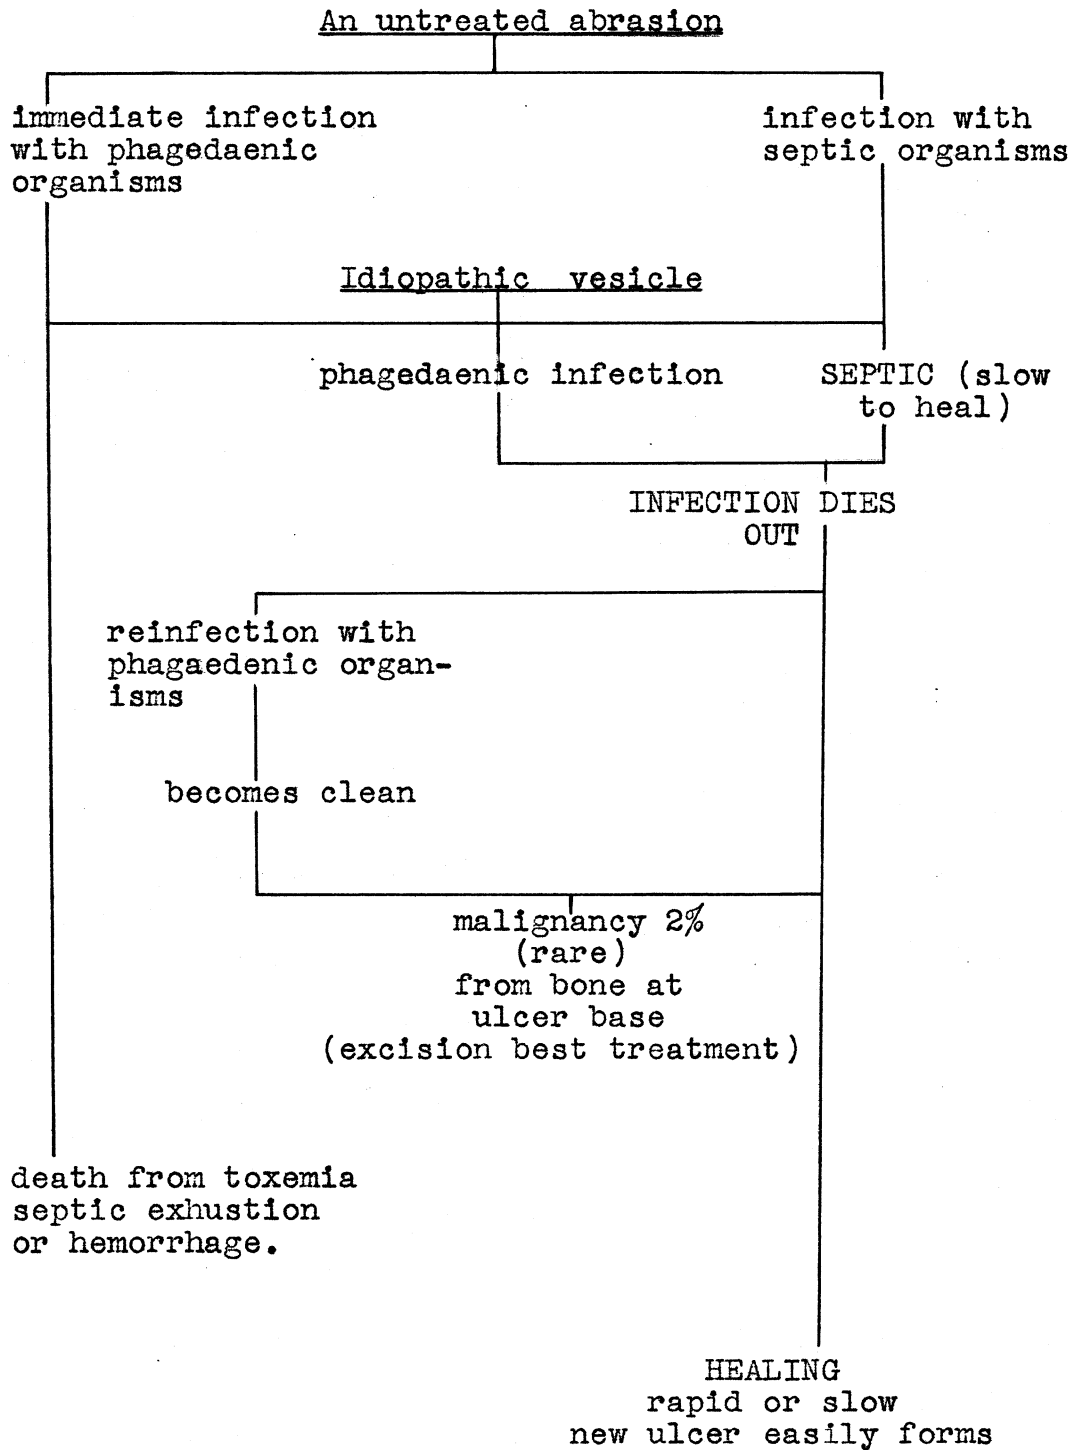 An untreated abrasion
immediate infection
with phagedaenic
organisms
infection with
septic organisms
Idiopathic vesicle
phagedaenic infection
SEPTIC (slow
to heal)
INFECTION DIES
OUT
reinfection with
phagaedenic organ-
isms
becomes clean
malignancy 2%
(rare)
from bone at
ulcer base
(excision best treatment)
death from toxemia
septic exhustion
or hemorrhage.
HEALING
rapid or slow
new ulcer easily forms